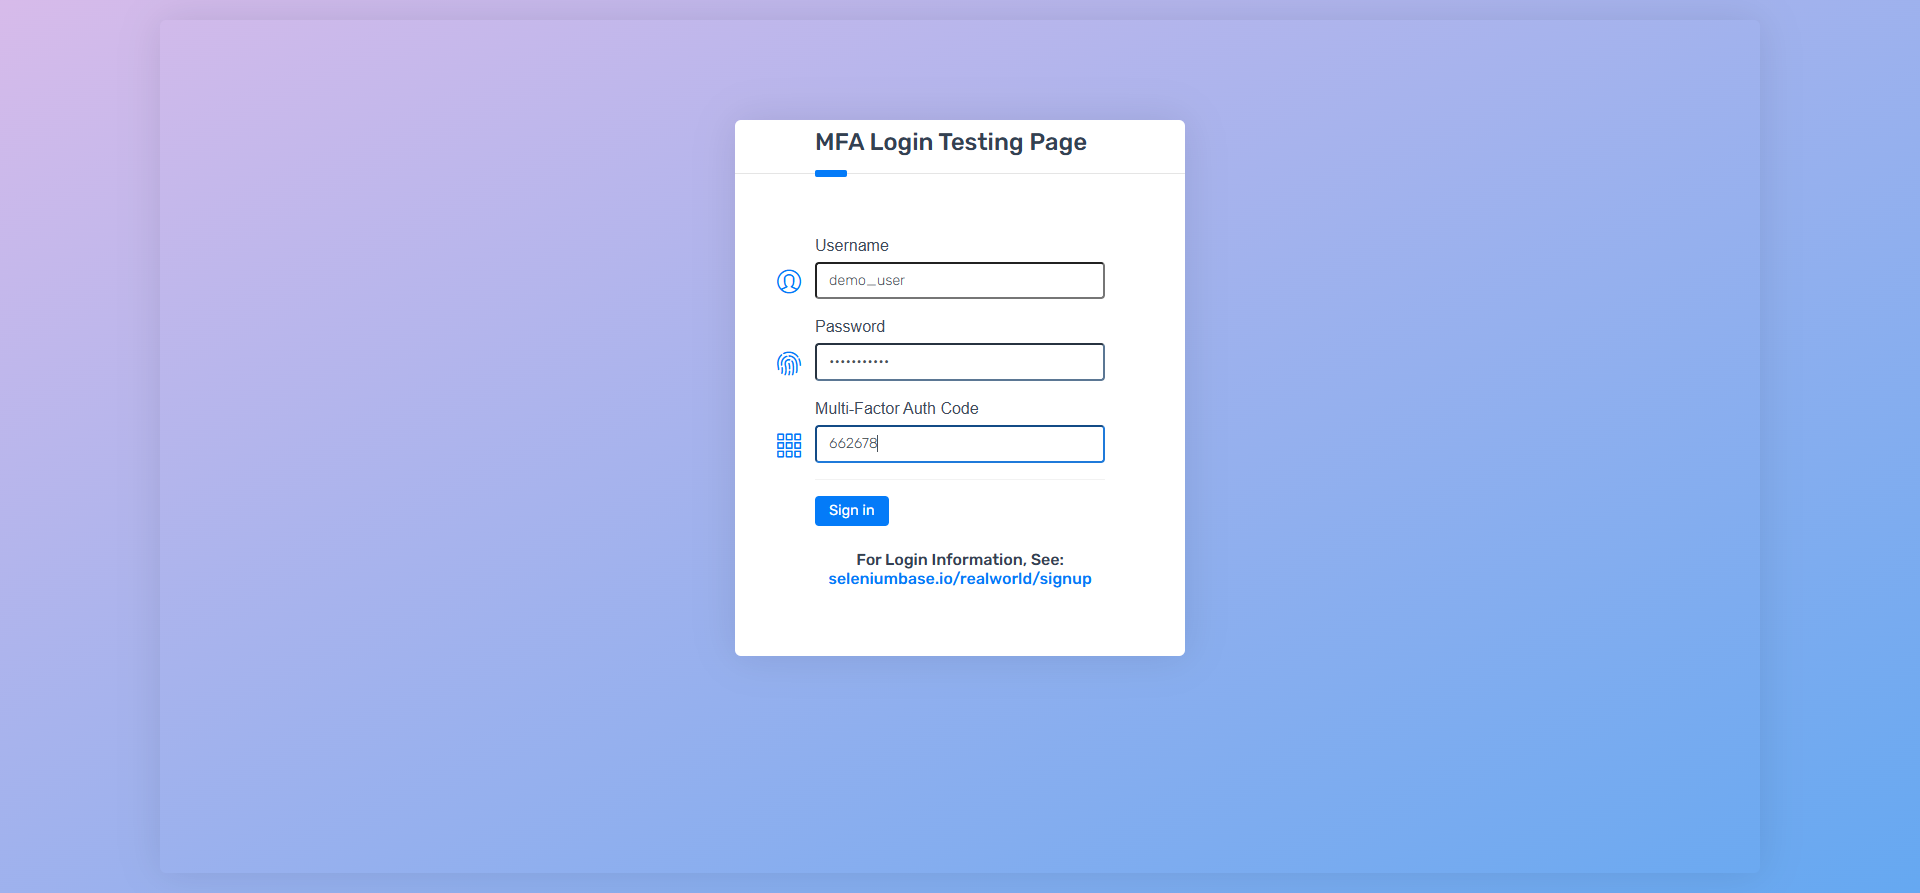 MFA Login Testing Page
Username
demo_user
Password
•••••••••••
Multi-Factor Auth Code
662678
Sign in
For Login Information, See:
seleniumbase.io/realworld/signup